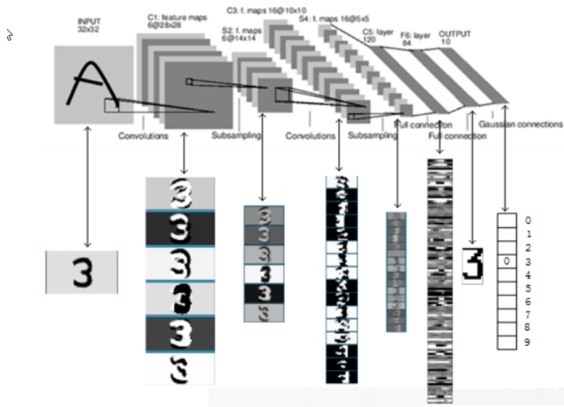 INPUT
32x32
C1: feature maps
6@28x28
S2: f. maps
6@14x14
C3: f. maps 16@10x10
S4: f. maps 16@5x5
C5: layer
120
F6: layer
84
OUTPUT
10
A
Convolutions
Subsampling
Convolutions
Subsampling
Full connection
Full connection
Gaussian connections
3
3
0
1
2
3
0
4
5
6
7
8
9